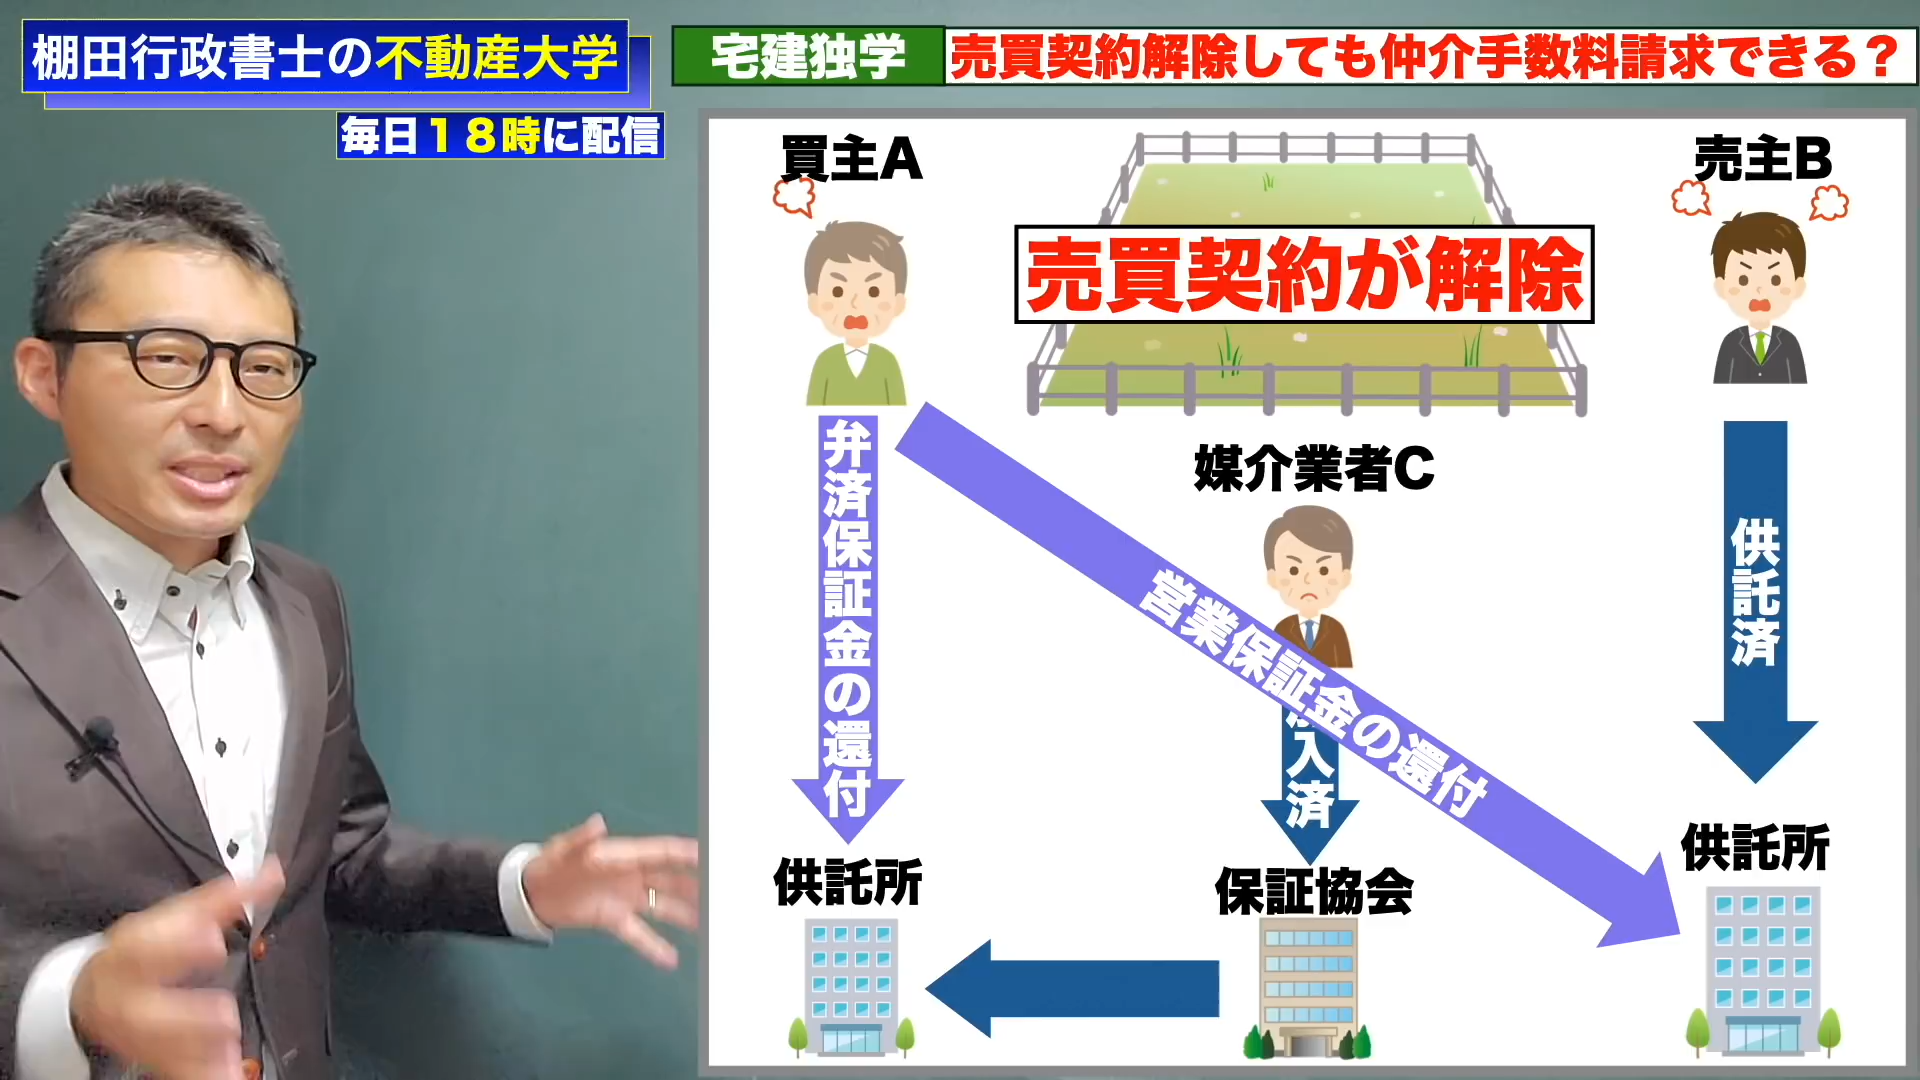 棚田行政書士の不動産大学
毎日１８時に配信
宅建独学
売買契約解除しても仲介手数料請求できる？
買主A
売主B
売買契約が解除
媒介業者C
弁済保証金の還付
営業保証金の還付
入済
供託済
供託所
保証協会
供託所